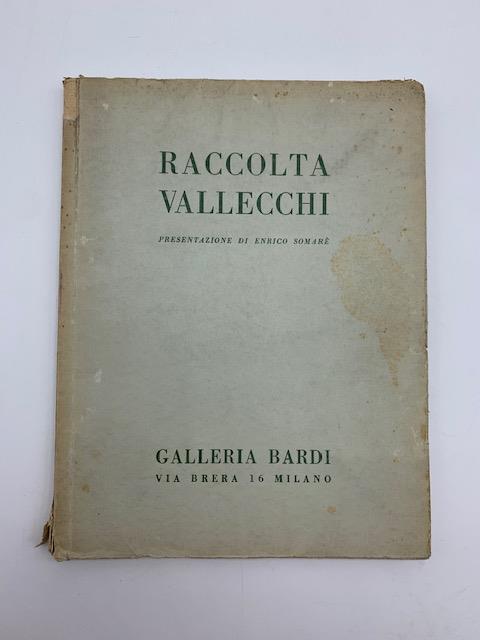 RACCOLTA
VALLECCHI
PRESENTAZIONE DI ENRICO SOMARÈ
GALLERIA BARDI
VIA BRERA 16 MILANO